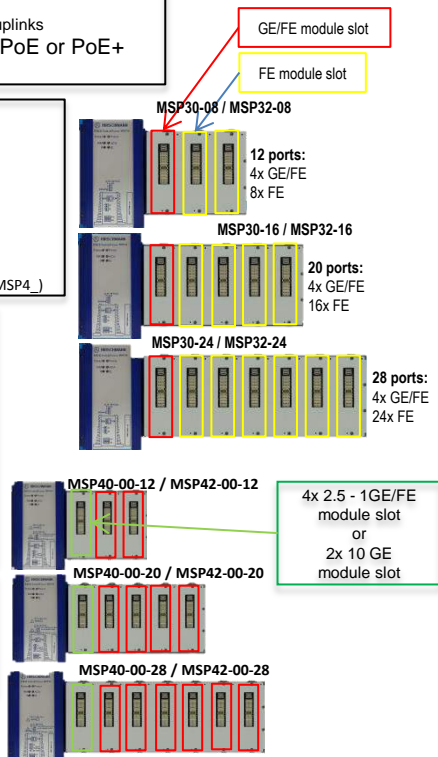 uplinks
PoE or PoE+
GE/FE module slot
FE module slot
MSP4_)
MSP30-08 / MSP32-08
12 ports:
4x GE/FE
8x FE
MSP30-16 / MSP32-16
20 ports:
4x GE/FE
16x FE
MSP30-24 / MSP32-24
28 ports:
4x GE/FE
24x FE
MSP40-00-12 / MSP42-00-12
4x 2.5 - 1GE/FE
module slot
or
2x 10 GE
module slot
MSP40-00-20 / MSP42-00-20
MSP40-00-28 / MSP42-00-28